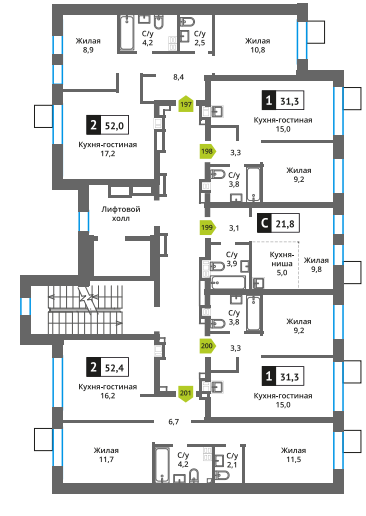 Жилая
8,9
С/у
4,2
С/у
2,5
Жилая
10,8
8,4
197
2 52,0
Кухня-гостиная
17,2
1 31,3
Кухня-гостиная
15,0
198
3,3
Жилая
9,2
С/у
3,8
Лифтовой
холл
199
3,1
С 21,8
С/у
3,9
Кухня-
ниша
5,0
Жилая
9,8
С/у
3,8
Жилая
9,2
200
3,3
2 52,4
Кухня-гостиная
16,2
1 31,3
Кухня-гостиная
15,0
201
6,7
Жилая
11,7
С/у
4,2
С/у
2,1
Жилая
11,5